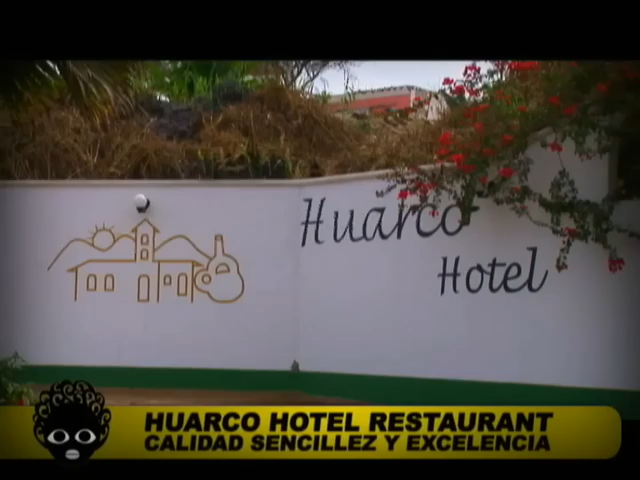 Huarco
Hotel
HUARCO HOTEL RESTAURANT
CALIDAD SENCILLEZ Y EXCELENCIA